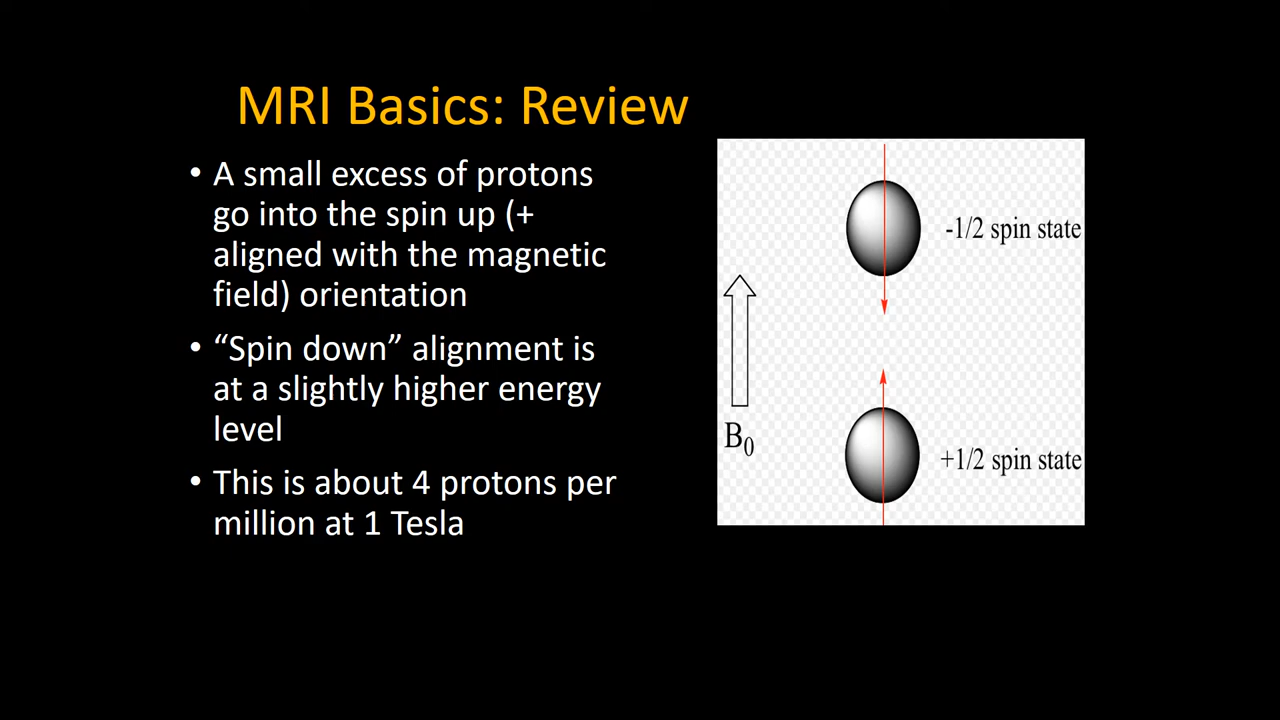 MRI Basics: Review
• A small excess of protons
go into the spin up (+
aligned with the magnetic
field) orientation
• “Spin down” alignment is
at a slightly higher energy
level
• This is about 4 protons per
million at 1 Tesla
-1/2 spin state
B0
+1/2 spin state